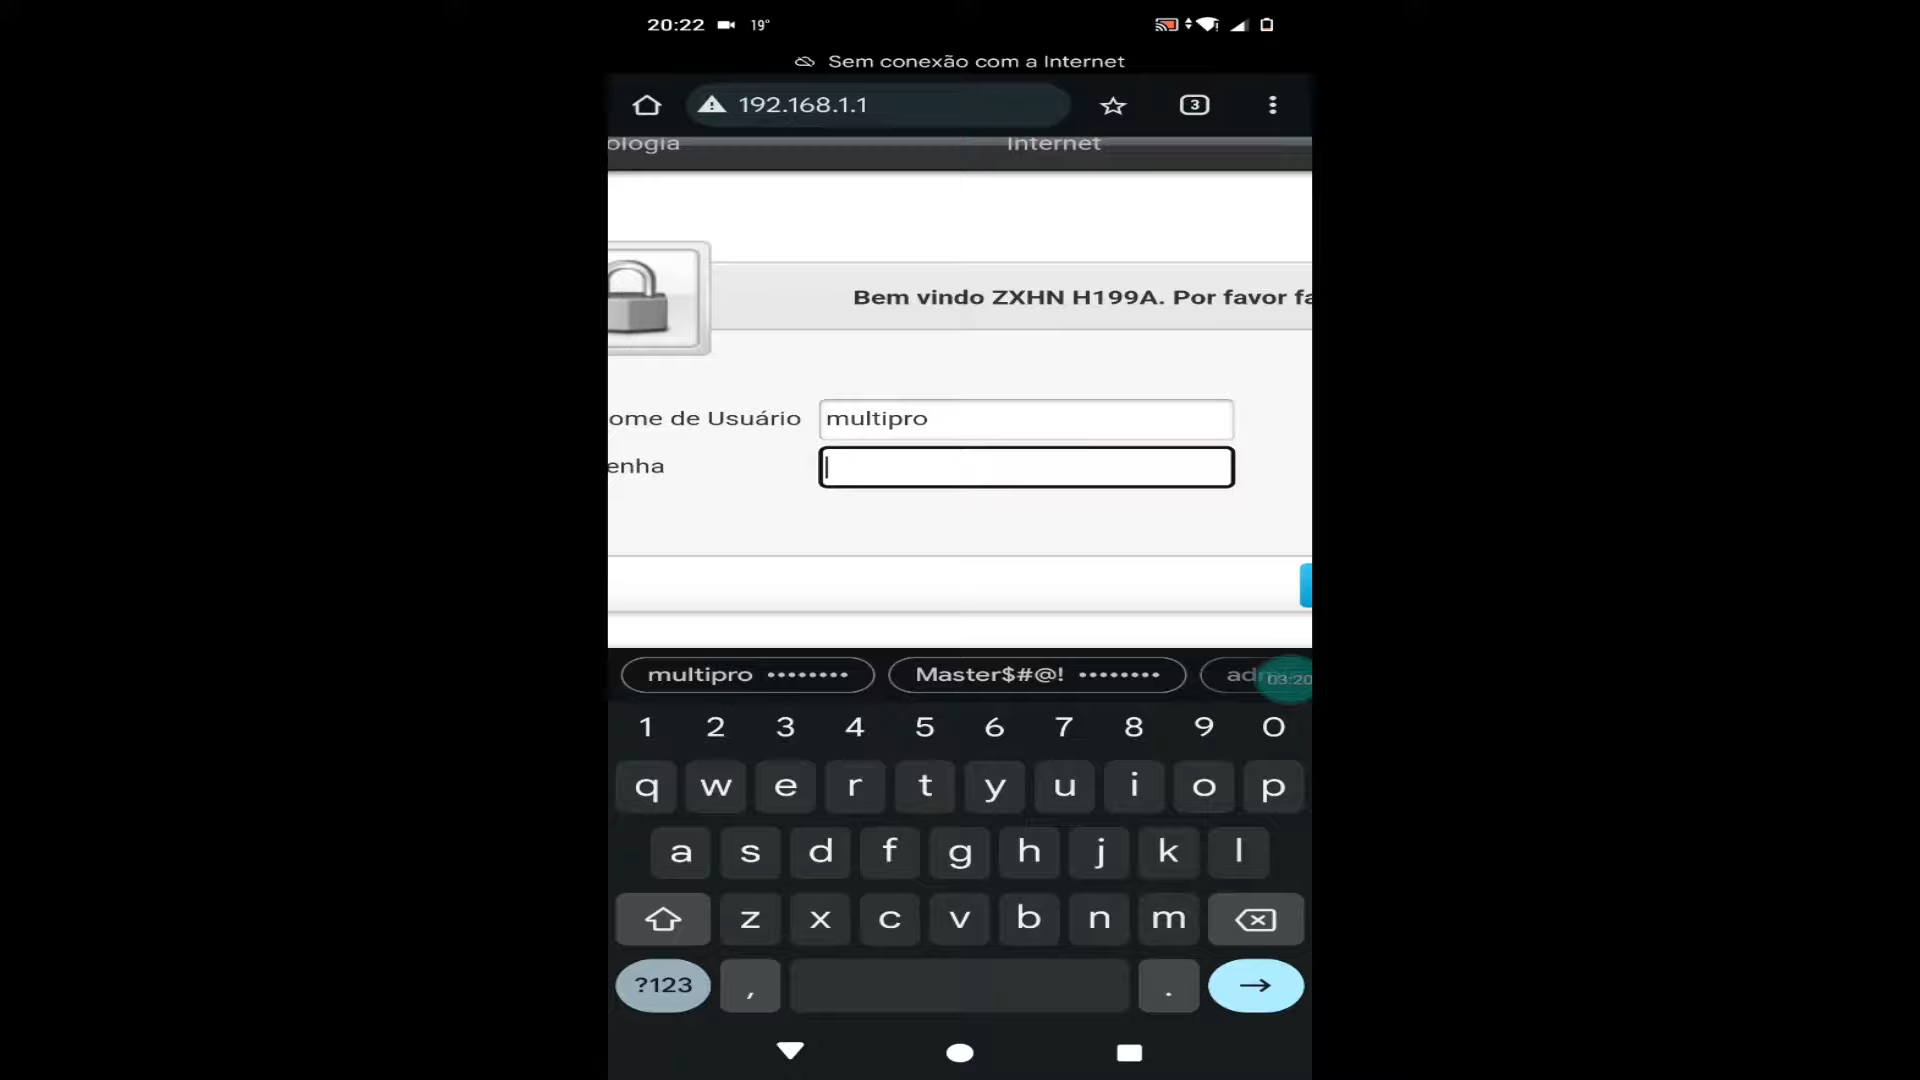 20:22 19°
Sem conexão com a Internet
192.168.1.1 3
ologia Internet
Bem vindo ZXHN H199A. Por favor fa
ome de Usuário multipro
enha
multipro •••••••• Master$#@! •••••••• adm 03:20
1 2 3 4 5 6 7 8 9 0
q w e r t y u i o p
a s d f g h j k l
z x c v b n m
?123 , .